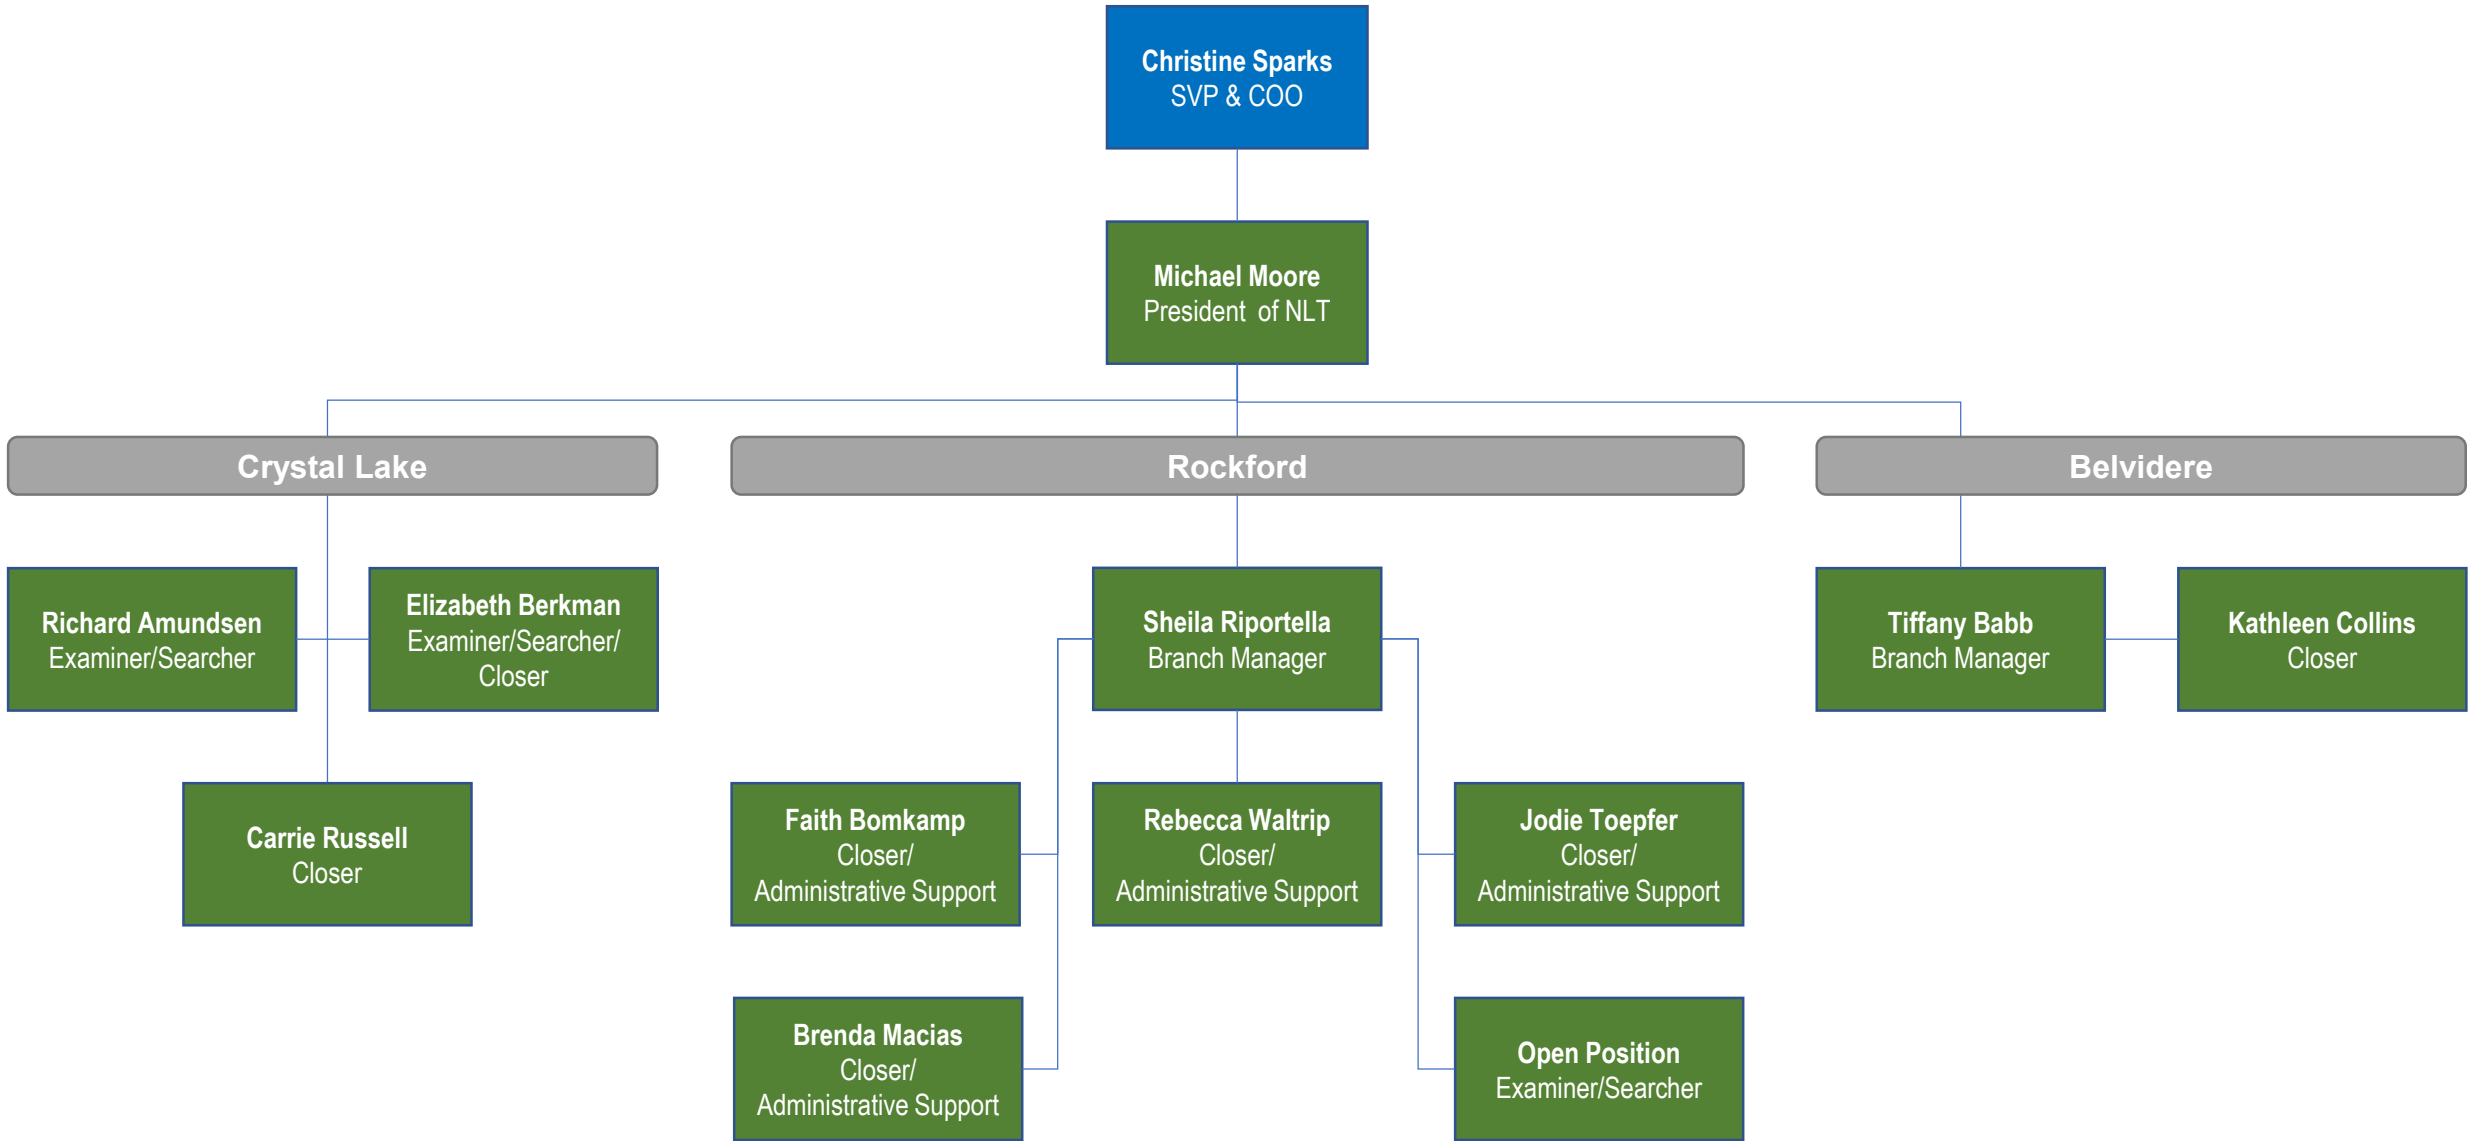 Christine Sparks
SVP & COO
Michael Moore
President  of NLT
Crystal Lake
Rockford
Belvidere
Richard Amundsen
Examiner/Searcher
Elizabeth Berkman
Examiner/Searcher/
Closer
Sheila Riportella
Branch Manager
Tiffany Babb
Branch Manager
Kathleen Collins
Closer
Carrie Russell
Closer
Faith Bomkamp
Closer/
Administrative Support
Rebecca Waltrip
Closer/
Administrative Support
Jodie Toepfer
Closer/
Administrative Support
Brenda Macias
Closer/
Administrative Support
Open Position
Examiner/Searcher